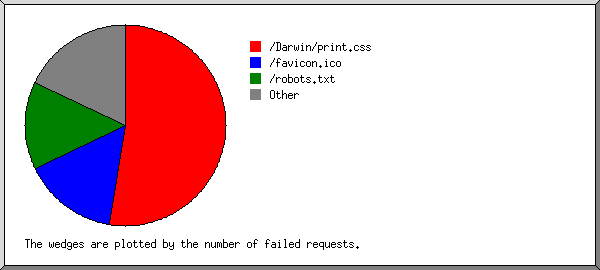 /Darwin/print.css
/favicon.ico
/robots.txt
Other
The wedges are plotted by the number of failed requests.